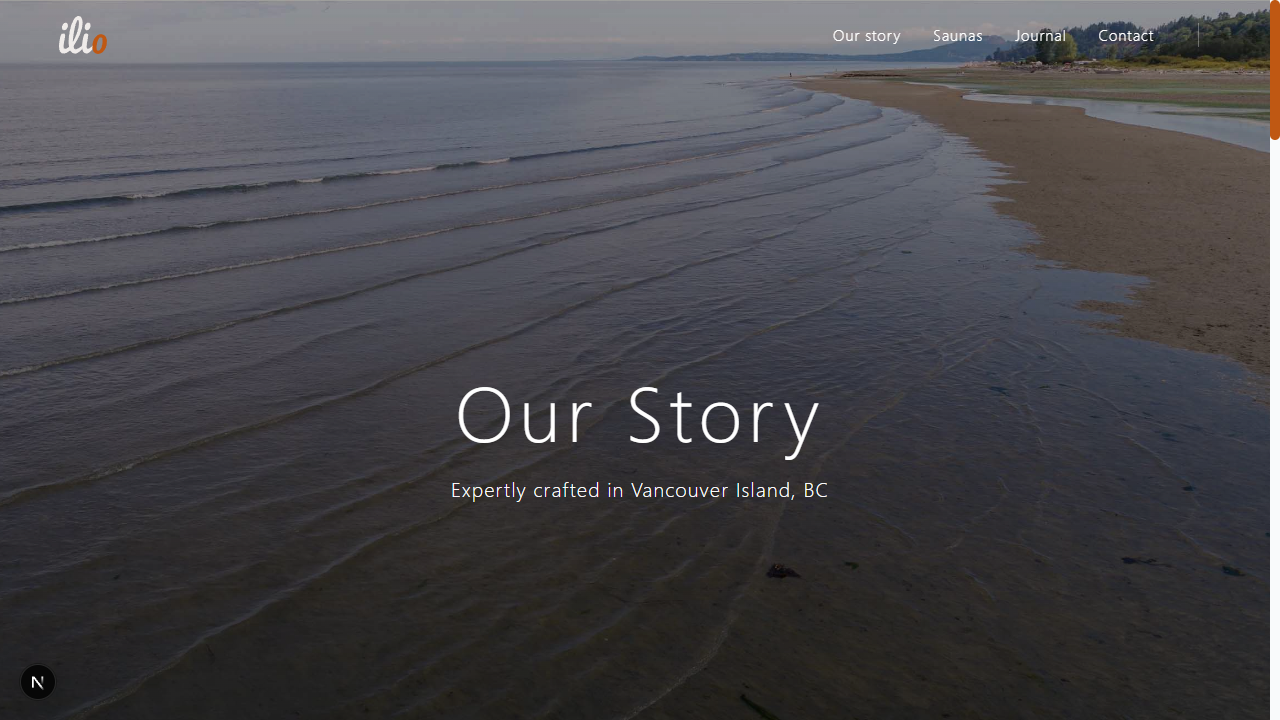 ilio
Our story
Saunas
Journal
Contact
Our Story
Expertly crafted in Vancouver Island, BC
N